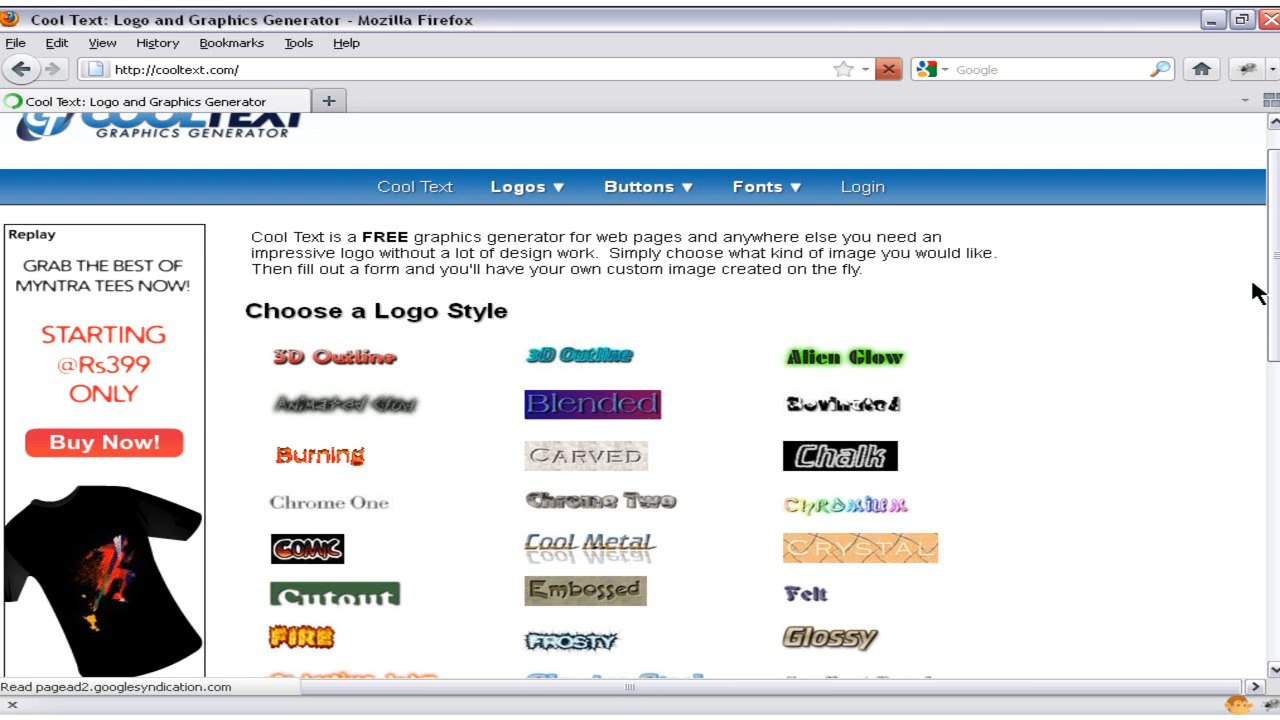 Cool Text: Logo and Graphics Generator - Mozilla Firefox
File Edit View History Bookmarks Tools Help
http://cooltext.com/
Google
Cool Text: Logo and Graphics Generator
COOLTEXT
GRAPHICS GENERATOR
Cool Text Logos ▼ Buttons ▼ Fonts ▼ Login
Replay
GRAB THE BEST OF
MYNTRA TEES NOW!
STARTING
@Rs399
ONLY
Buy Now!
Cool Text is a FREE graphics generator for web pages and anywhere else you need an
impressive logo without a lot of design work. Simply choose what kind of image you would like.
Then fill out a form and you'll have your own custom image created on the fly.
Choose a Logo Style
3D Outline 3D Outline Alien Glow
Animated Glow Blended
Burning CARVED Chalk
Chrome One Chrome Two CHROMIUM
COMIC Cool Metal CRYSTAL
Cutout Embossed Felt
FIRE FROSTY Glossy
Read pagead2.googlesyndication.com